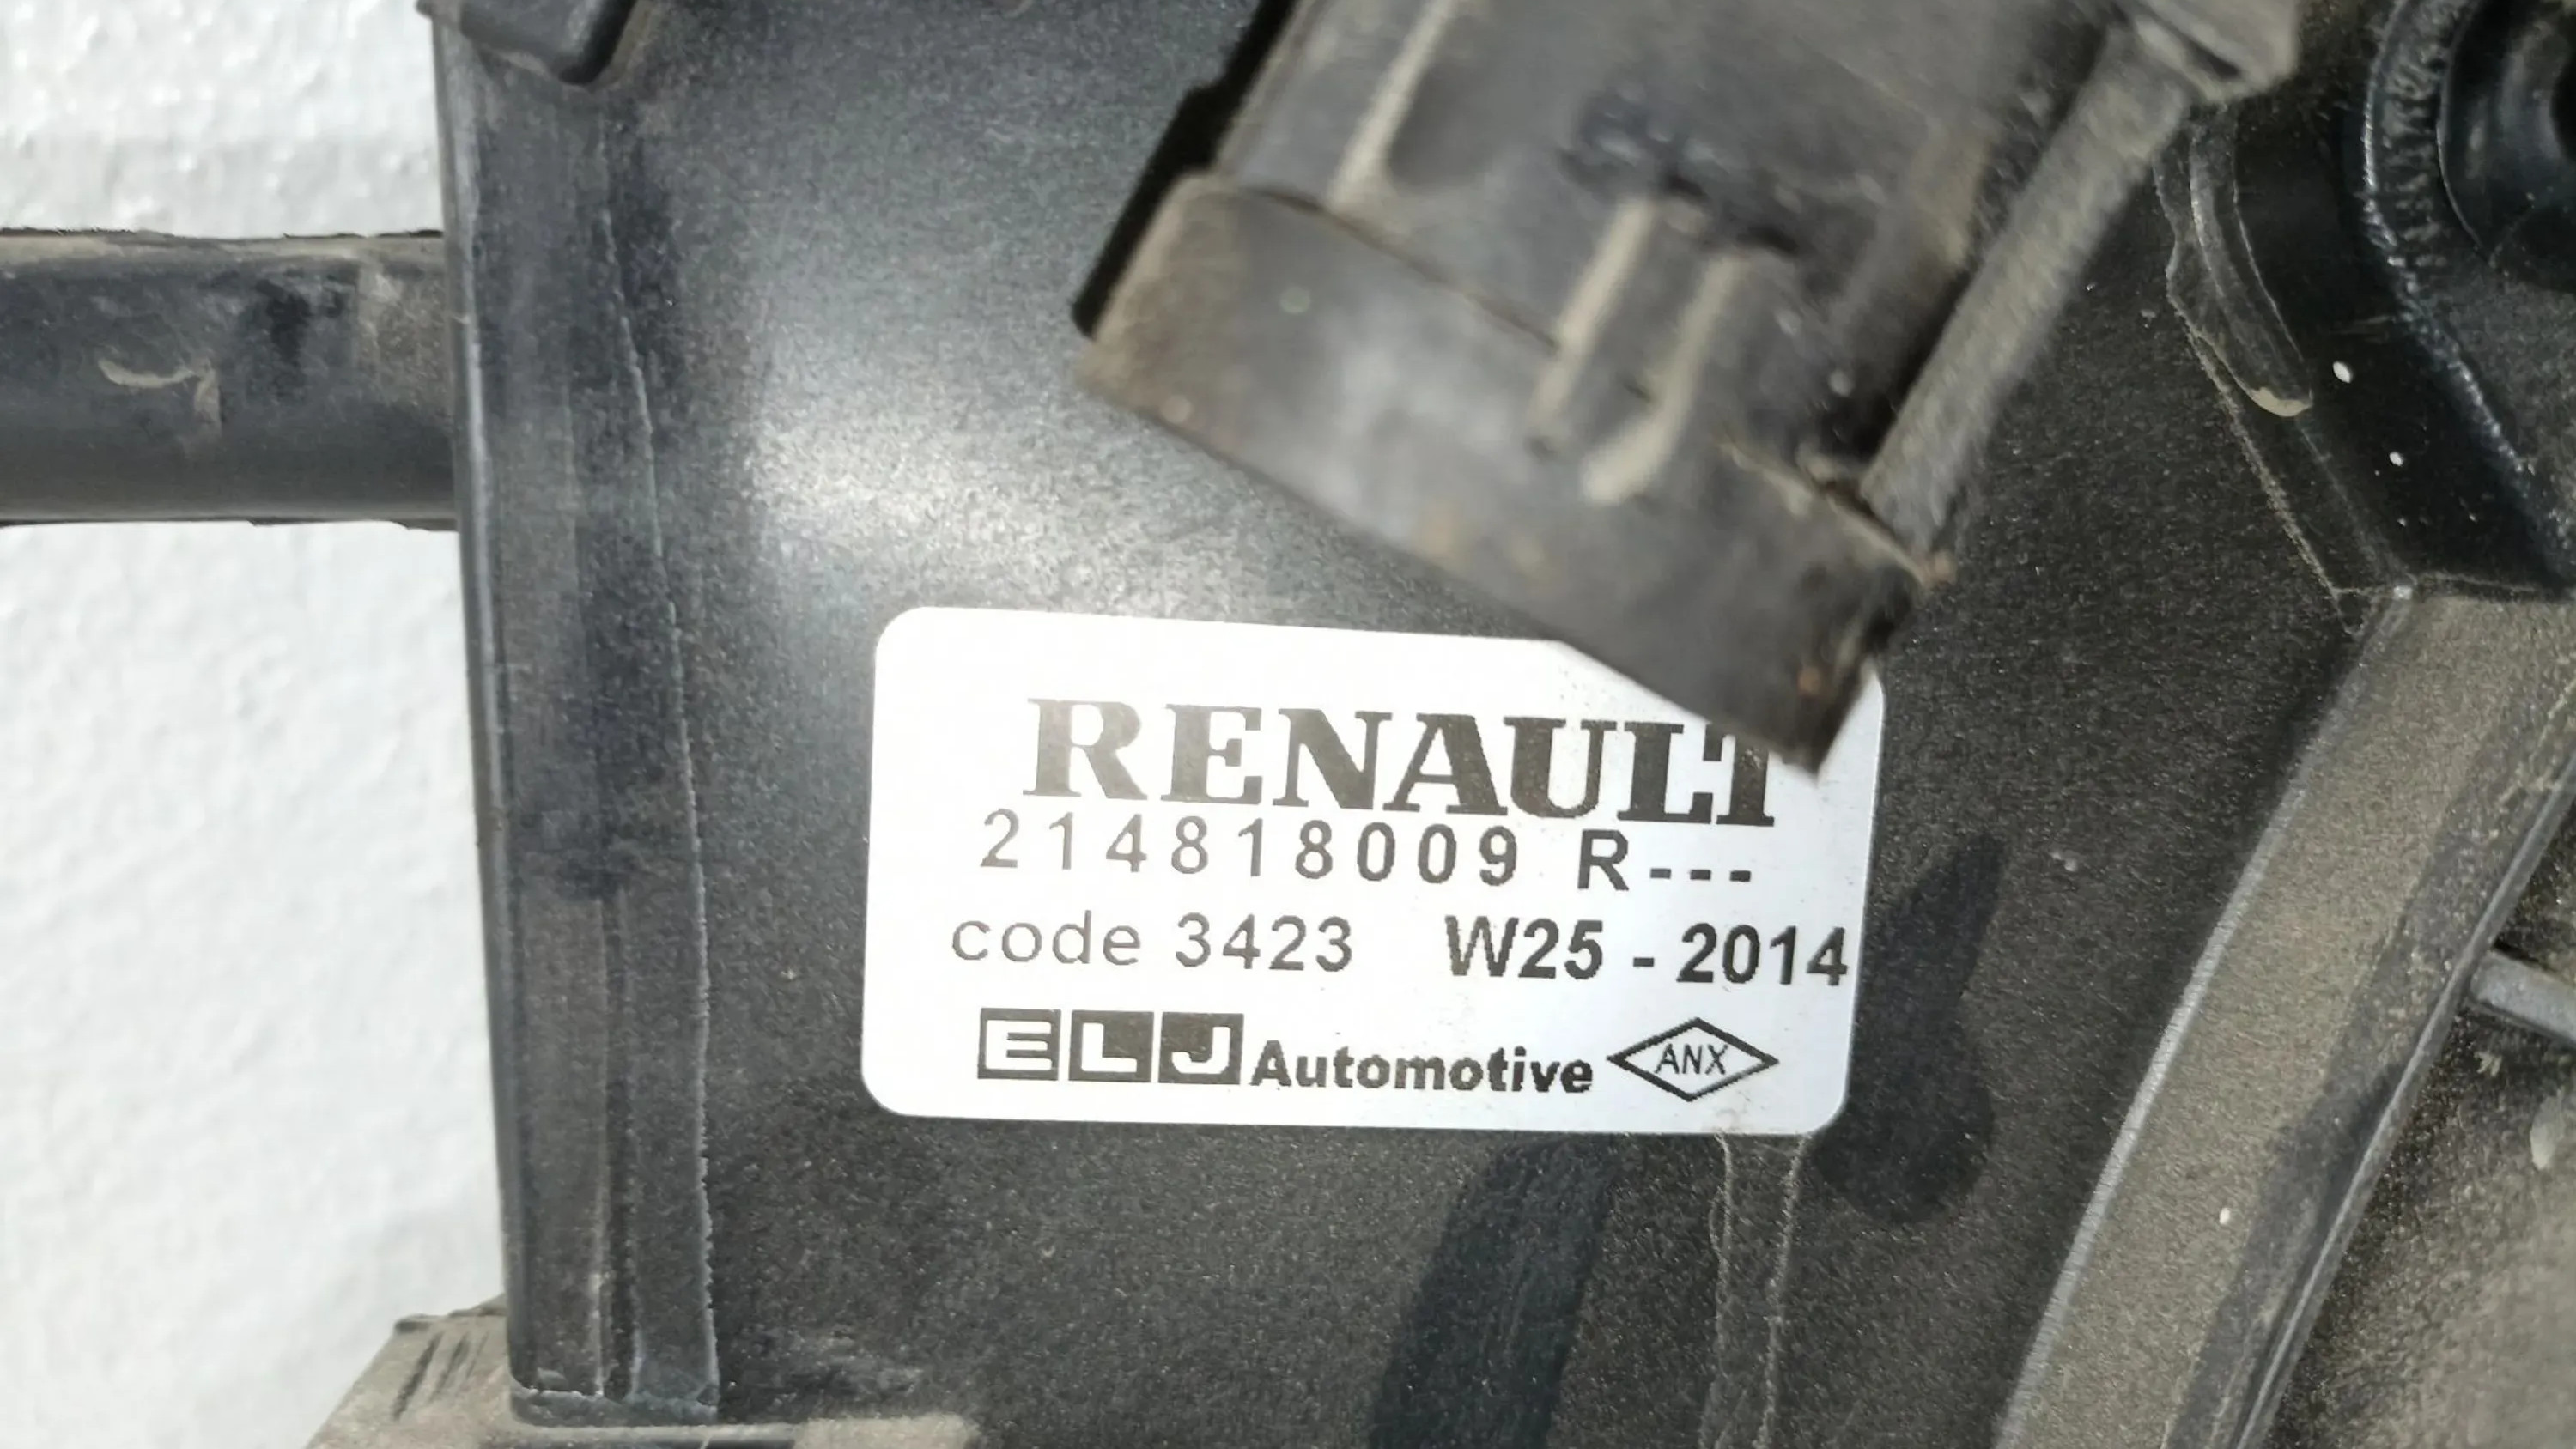 RENAULT
214818009 R---
code 3423 W25 - 2014
ELJ Automotive ANX